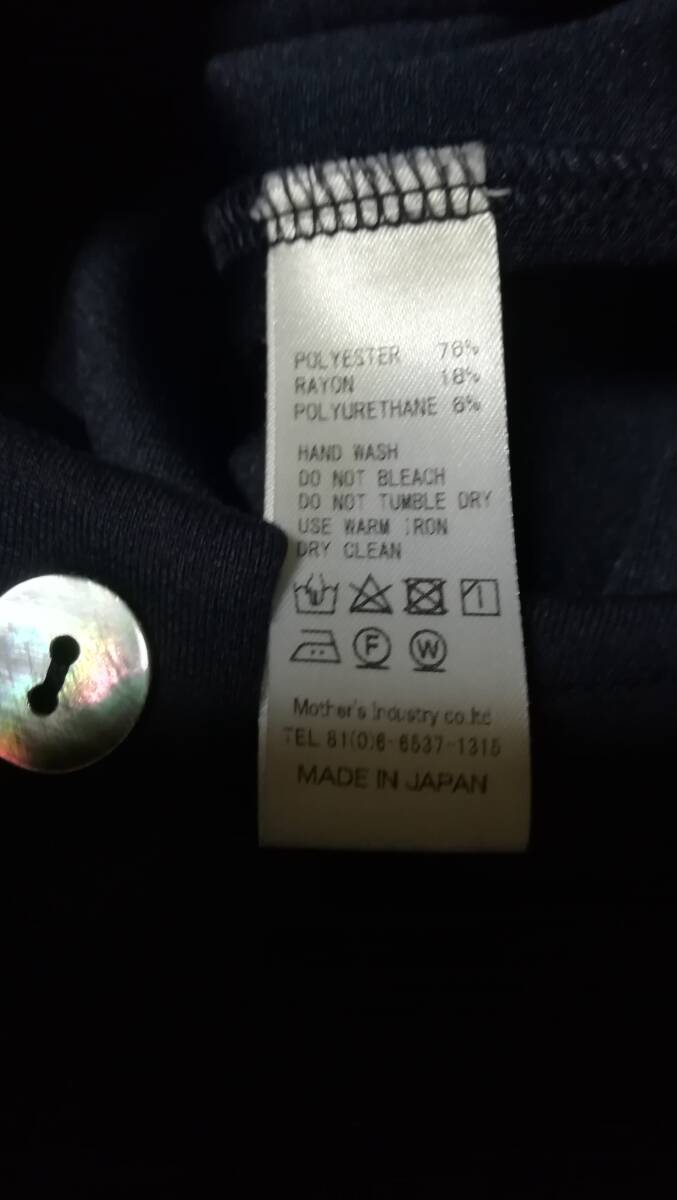 POLYESTER 76%
RAYON 18%
POLYURETHANE 6%
HAND WASH
DO NOT BLEACH
DO NOT TUMBLE DRY
USE WARM IRON
DRY CLEAN
F W
Mother's Industry co.ltd
TEL 81(0)6-6537-1315
MADE IN JAPAN